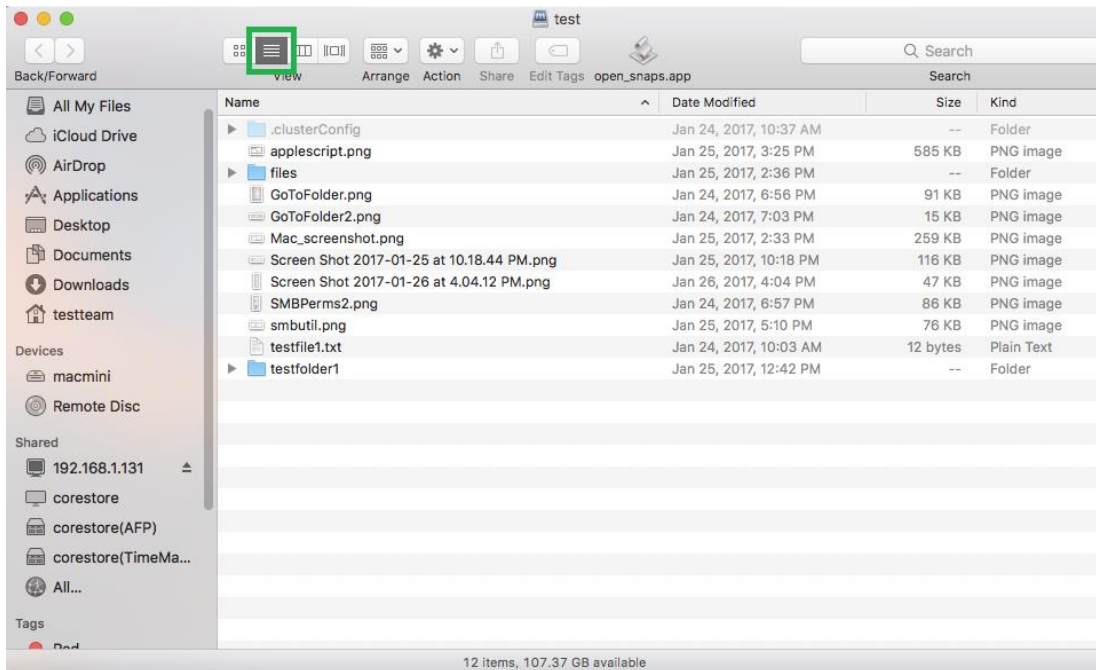 test
Back/Forward View Arrange Action Share Edit Tags open_snaps.app Search
Search
All My Files
iCloud Drive
AirDrop
Applications
Desktop
Documents
Downloads
testteam
Devices
macmini
Remote Disc
Shared
192.168.1.131
corestore
corestore(AFP)
corestore(TimeMa...
All...
Tags
Red
Name Date Modified Size Kind
.clusterConfig Jan 24, 2017, 10:37 AM -- Folder
applescript.png Jan 25, 2017, 3:25 PM 585 KB PNG image
files Jan 25, 2017, 2:36 PM -- Folder
GoToFolder.png Jan 24, 2017, 6:56 PM 91 KB PNG image
GoToFolder2.png Jan 24, 2017, 7:03 PM 15 KB PNG image
Mac_screenshot.png Jan 25, 2017, 2:33 PM 259 KB PNG image
Screen Shot 2017-01-25 at 10.18.44 PM.png Jan 25, 2017, 10:18 PM 116 KB PNG image
Screen Shot 2017-01-26 at 4.04.12 PM.png Jan 26, 2017, 4:04 PM 47 KB PNG image
SMBPerms2.png Jan 24, 2017, 6:57 PM 86 KB PNG image
smbutil.png Jan 25, 2017, 5:10 PM 76 KB PNG image
testfile1.txt Jan 24, 2017, 10:03 AM 12 bytes Plain Text
testfolder1 Jan 25, 2017, 12:42 PM -- Folder
12 items, 107.37 GB available